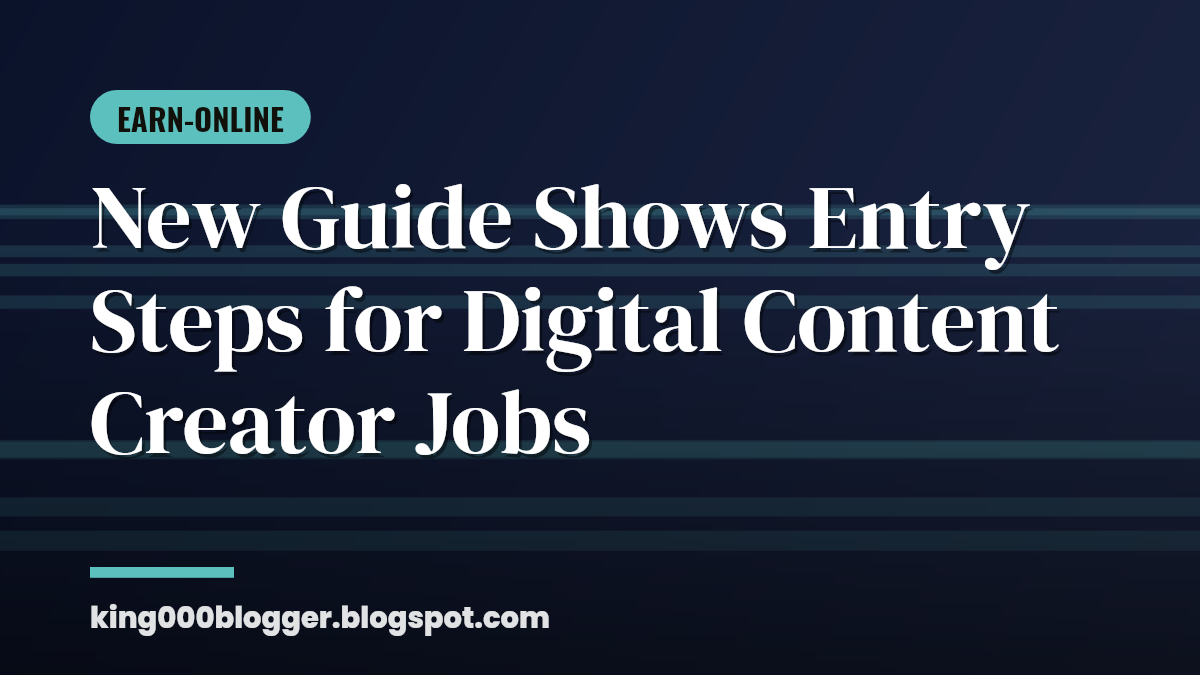 EARN-ONLINE
New Guide Shows Entry
Steps for Digital Content
Creator Jobs
king000blogger.blogspot.com